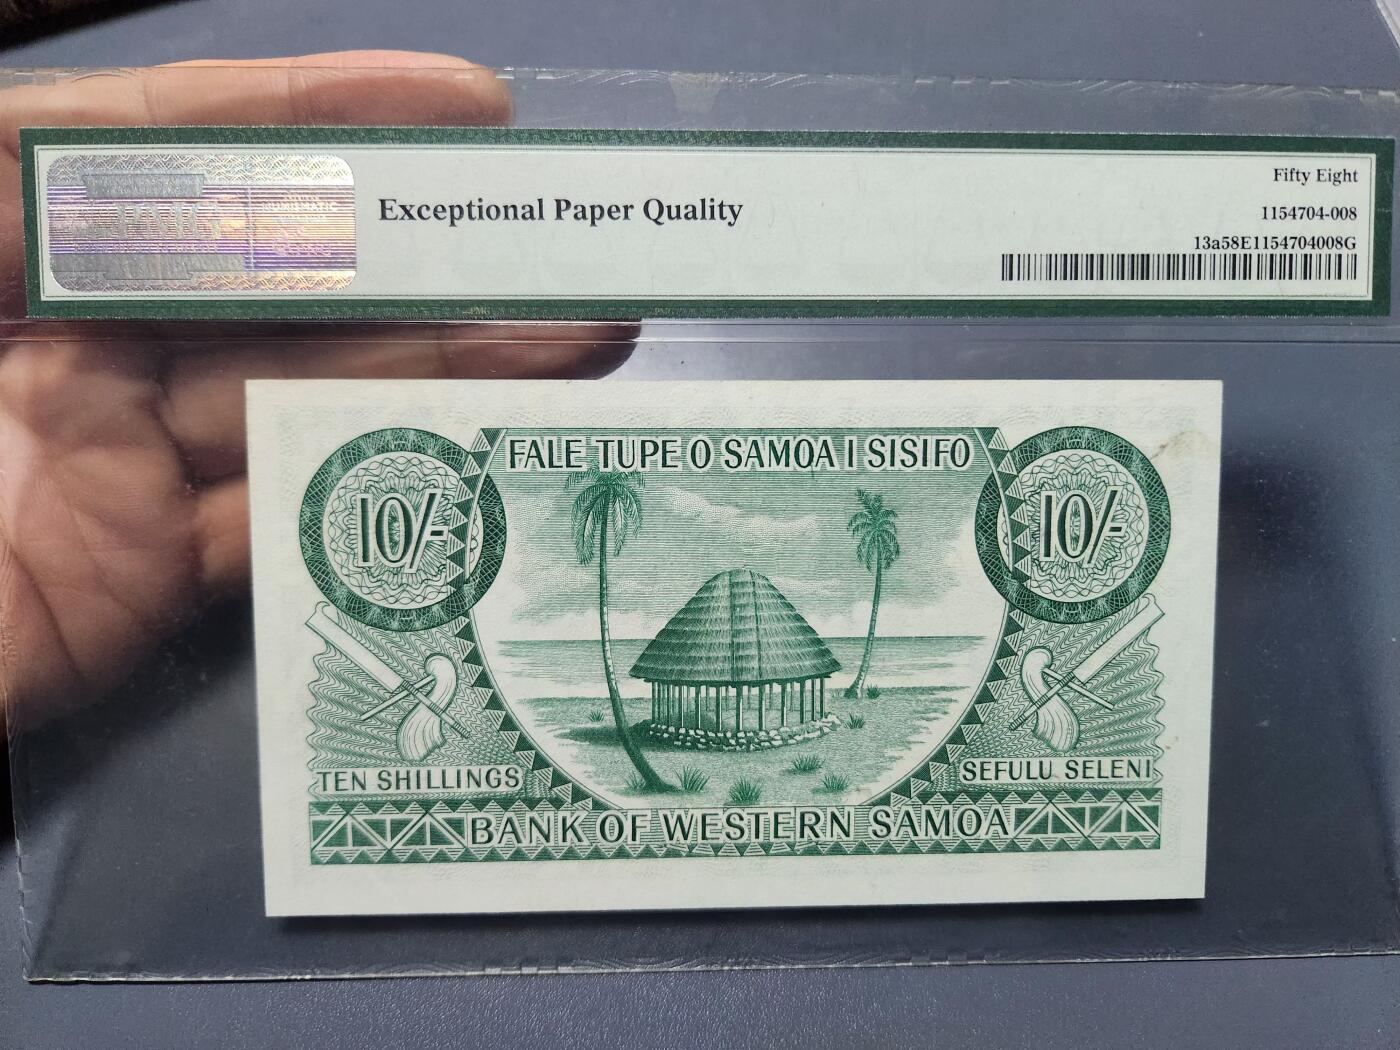 Exceptional Paper Quality
Fifty Eight
1154704-008
13a58E1154704008G
FALE TUPE O SAMOA I SISIFO
10/-
10/-
TEN SHILLINGS
SEFULU SELENI
BANK OF WESTERN SAMOA